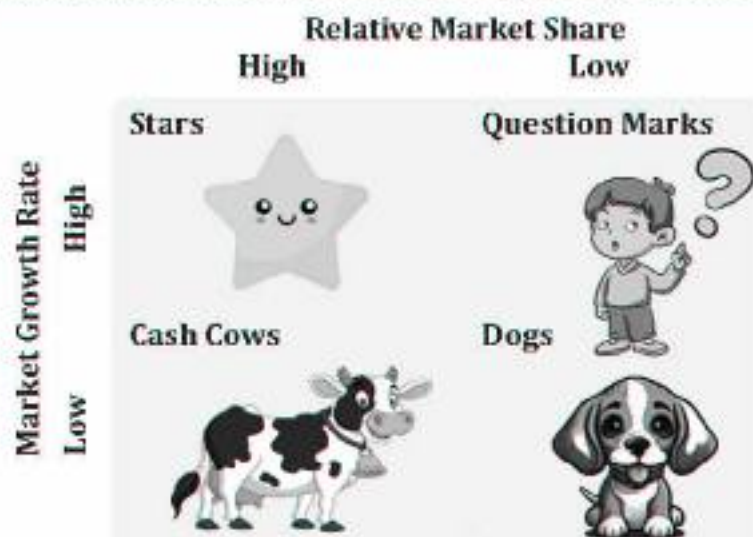 Relative Market Share
High Low
Stars Question Marks
Market Growth Rate
High
Cash Cows Dogs
Low